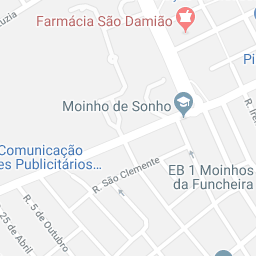 Farmácia São Damião
uzia
Pi
Moinho de Sonho
R.
Comunicação
es Publicitários...
EB 1 Moinhos
da Funcheira
R. São Clemente
R. 5 de Outubro
25 de Abril